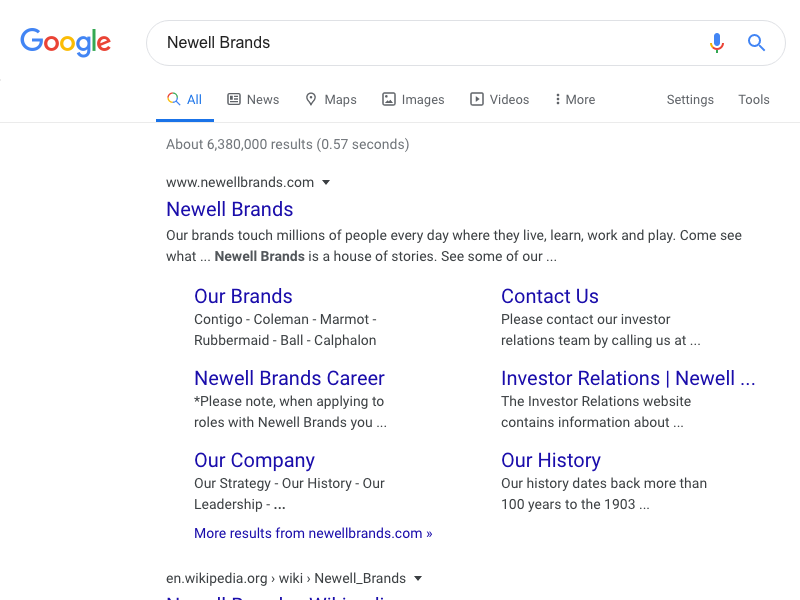 Google
Newell Brands
All
News
Maps
Images
Videos
More
Settings
Tools
About 6,380,000 results (0.57 seconds)
www.newellbrands.com
Newell Brands
Our brands touch millions of people every day where they live, learn, work and play. Come see
what ... Newell Brands is a house of stories. See some of our ...
Our Brands
Contigo - Coleman - Marmot -
Rubbermaid - Ball - Calphalon
Contact Us
Please contact our investor
relations team by calling us at ...
Newell Brands Career
*Please note, when applying to
roles with Newell Brands you ...
Investor Relations | Newell ...
The Investor Relations website
contains information about ...
Our Company
Our Strategy - Our History - Our
Leadership - ...
Our History
Our history dates back more than
100 years to the 1903 ...
More results from newellbrands.com »
en.wikipedia.org › wiki › Newell_Brands